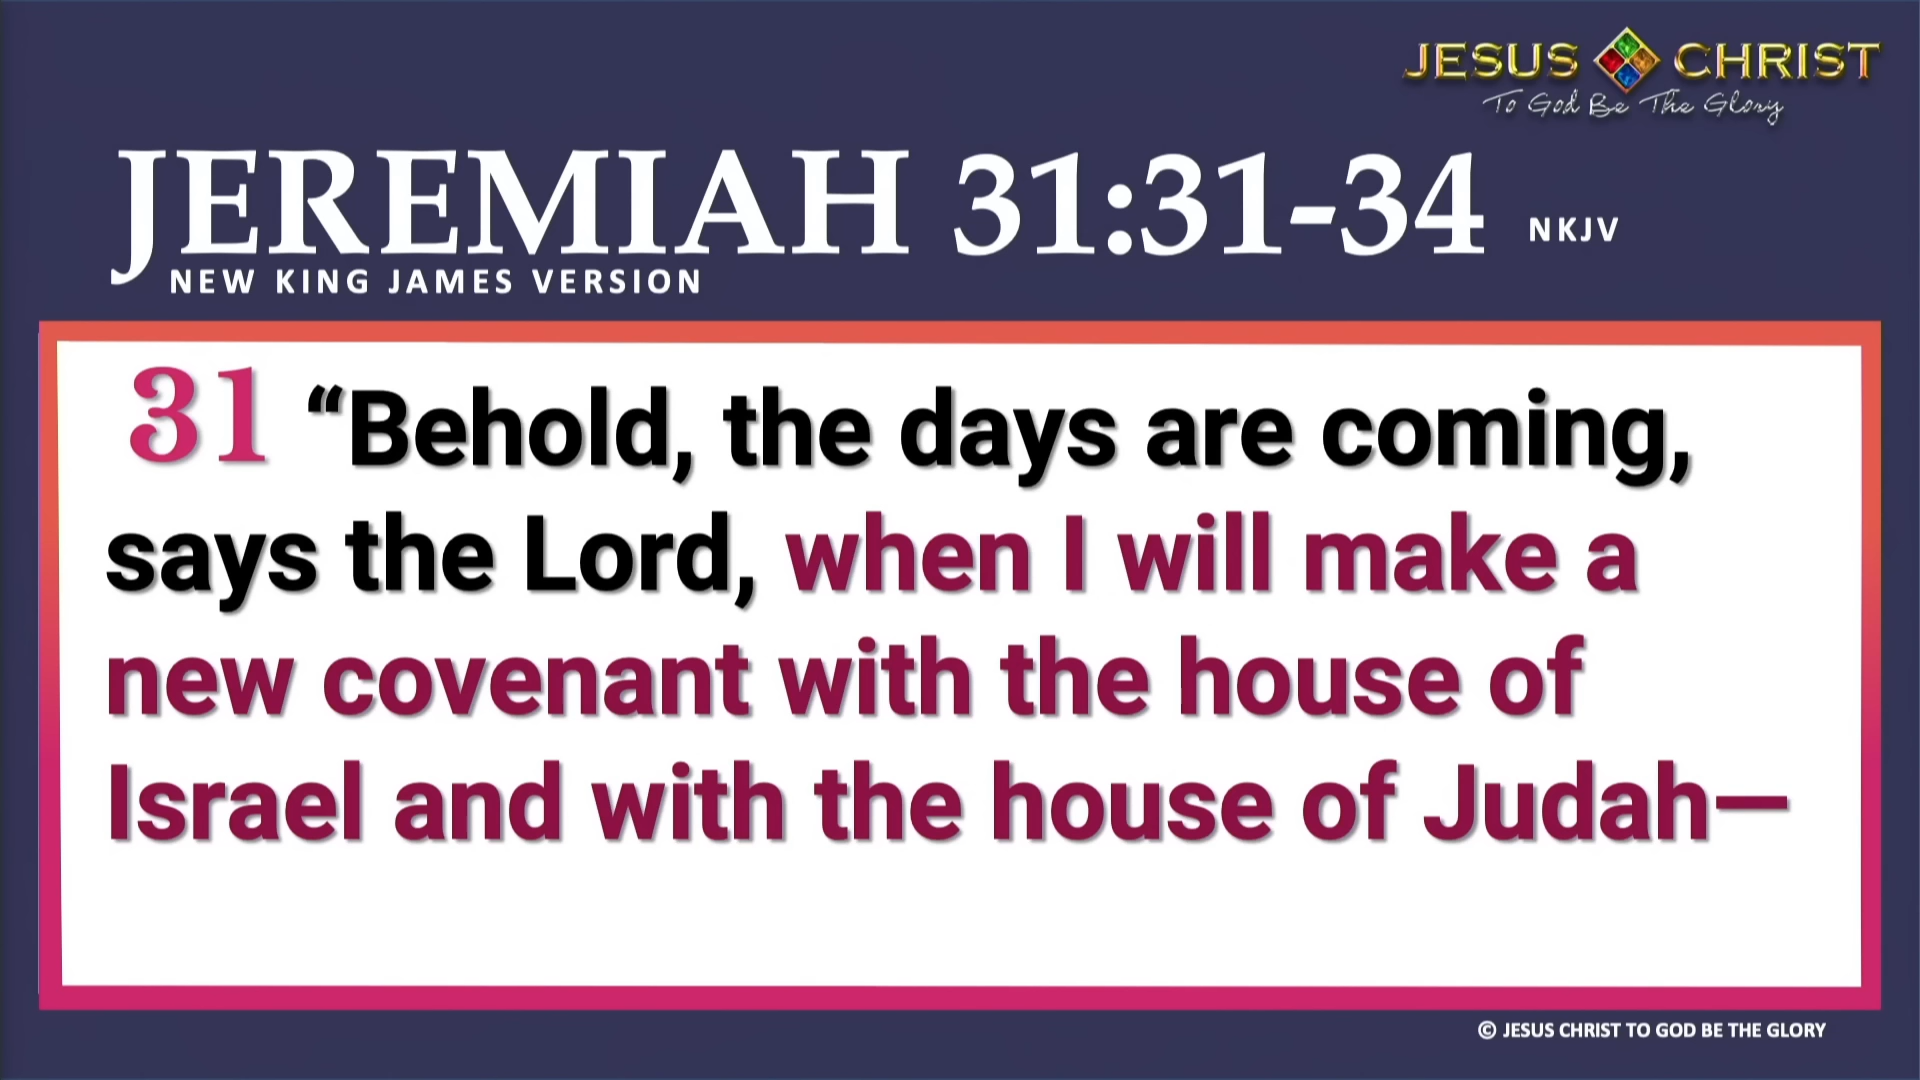 JESUS CHRIST
To God Be The Glory
JEREMIAH 31:31-34 NKJV
NEW KING JAMES VERSION
31 “Behold, the days are coming,
says the Lord, when I will make a
new covenant with the house of
Israel and with the house of Judah—
© JESUS CHRIST TO GOD BE THE GLORY